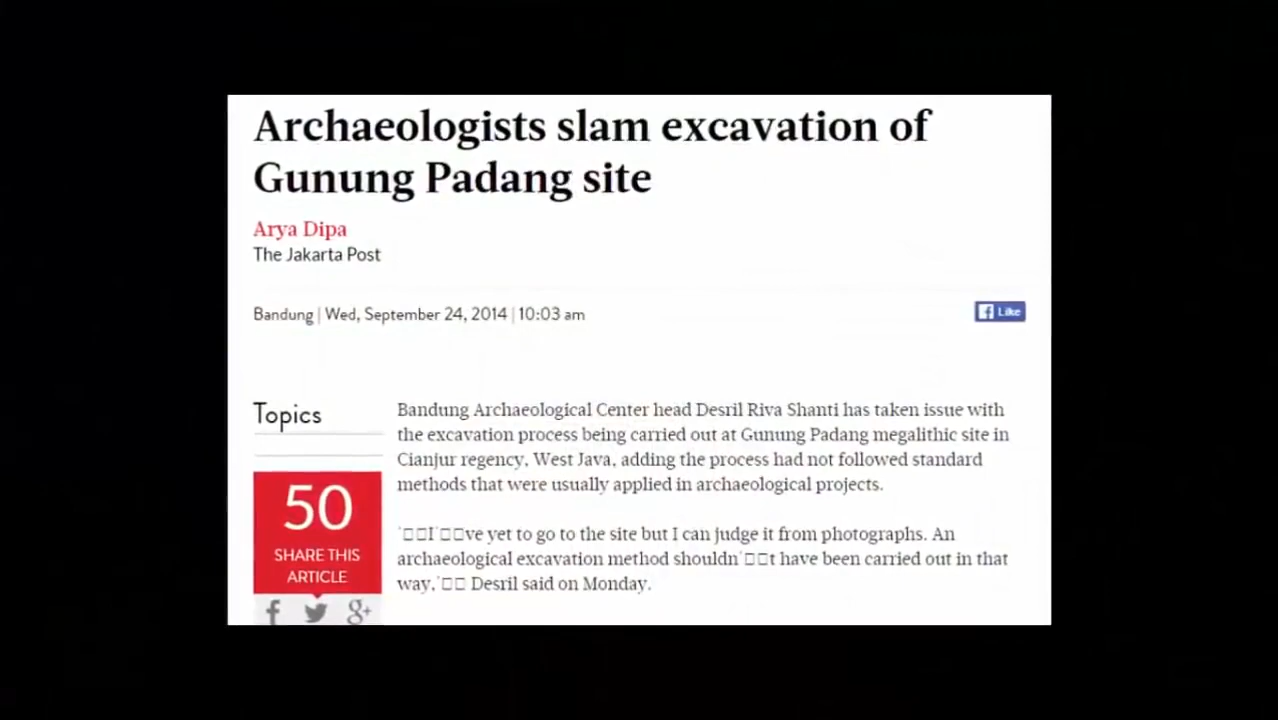 Archaeologists slam excavation of
Gunung Padang site
Arya Dipa
The Jakarta Post
Bandung | Wed, September 24, 2014 | 10:03 am
Like
Topics
50
SHARE THIS
ARTICLE
Bandung Archaeological Center head Desril Riva Shanti has taken issue with
the excavation process being carried out at Gunung Padang megalithic site in
Cianjur regency, West Java, adding the process had not followed standard
methods that were usually applied in archaeological projects.
'□□I'□□ve yet to go to the site but I can judge it from photographs. An
archaeological excavation method shouldn'□□t have been carried out in that
way,'□□ Desril said on Monday.